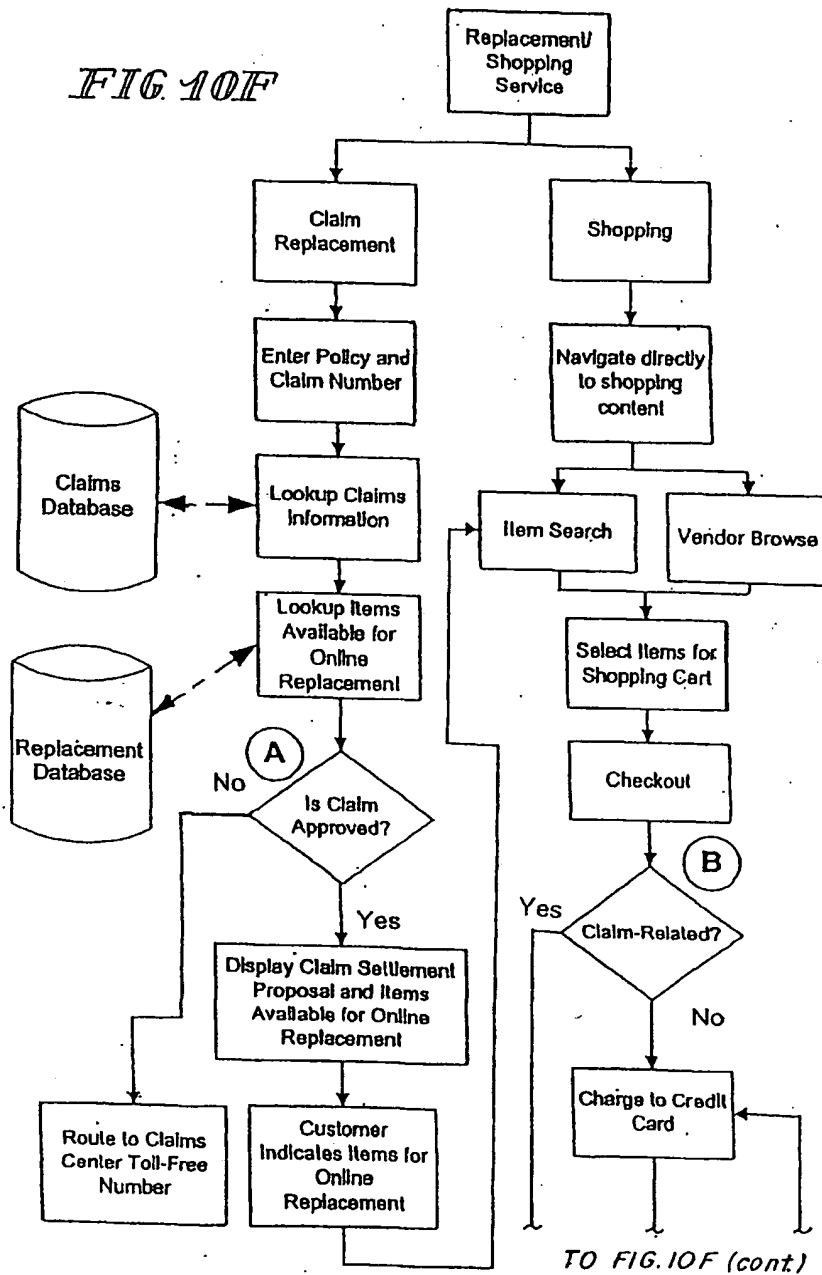 FIG. 10F
Replacement/
Shopping
Service
Claim
Replacement
Shopping
Enter Policy and
Claim Number
Navigate directly
to shopping
content
Claims
Database
Lookup Claims
Information
Item Search
Vendor Browse
Lookup Items
Available for
Online
Replacement
Select Items for
Shopping Cart
Replacement
Database
A
No
Is Claim
Approved?
Checkout
B
Yes
Yes
Claim-Related?
Display Claim Settlement
Proposal and Items
Available for Online
Replacement
No
Route to Claims
Center Toll-Free
Number
Customer
Indicates Items for
Online
Replacement
Charge to Credit
Card
TO FIG. 10F (cont.)